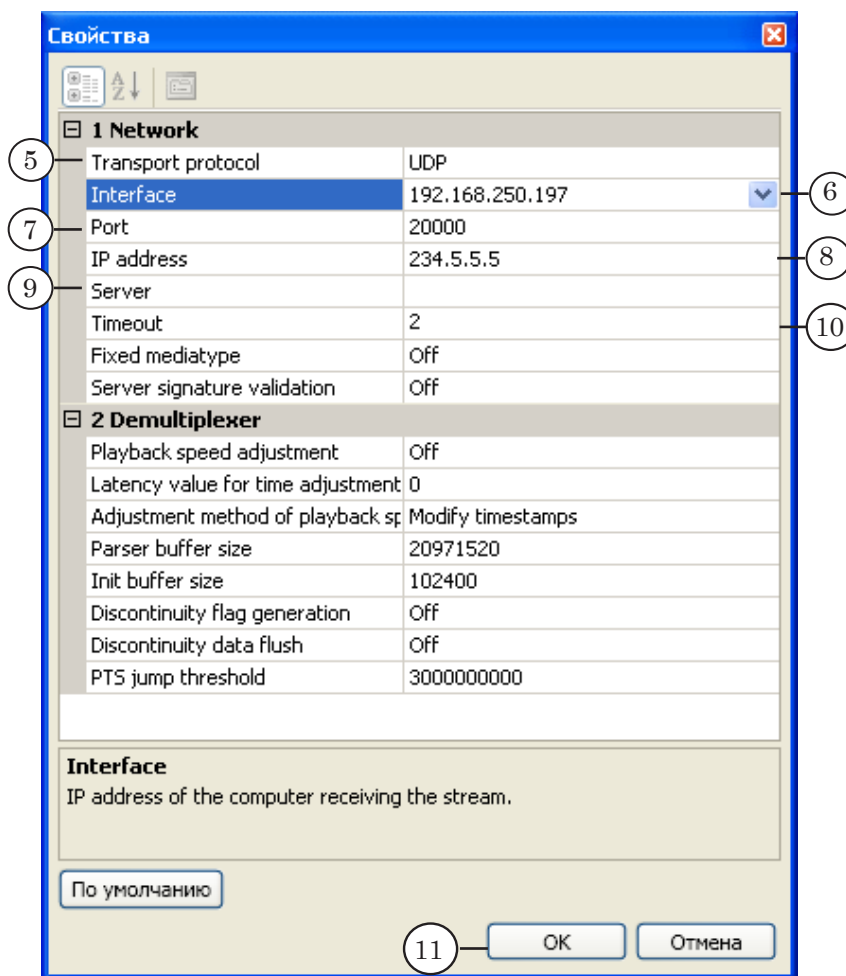 Свойства
1 Network
5 Transport protocol UDP
Interface 192.168.250.197 6
7 Port 20000
IP address 234.5.5.5 8
9 Server
Timeout 2 10
Fixed mediatype Off
Server signature validation Off
2 Demultiplexer
Playback speed adjustment Off
Latency value for time adjustment 0
Adjustment method of playback sp Modify timestamps
Parser buffer size 20971520
Init buffer size 102400
Discontinuity flag generation Off
Discontinuity data flush Off
PTS jump threshold 3000000000
Interface
IP address of the computer receiving the stream.
По умолчанию
11 OK Отмена